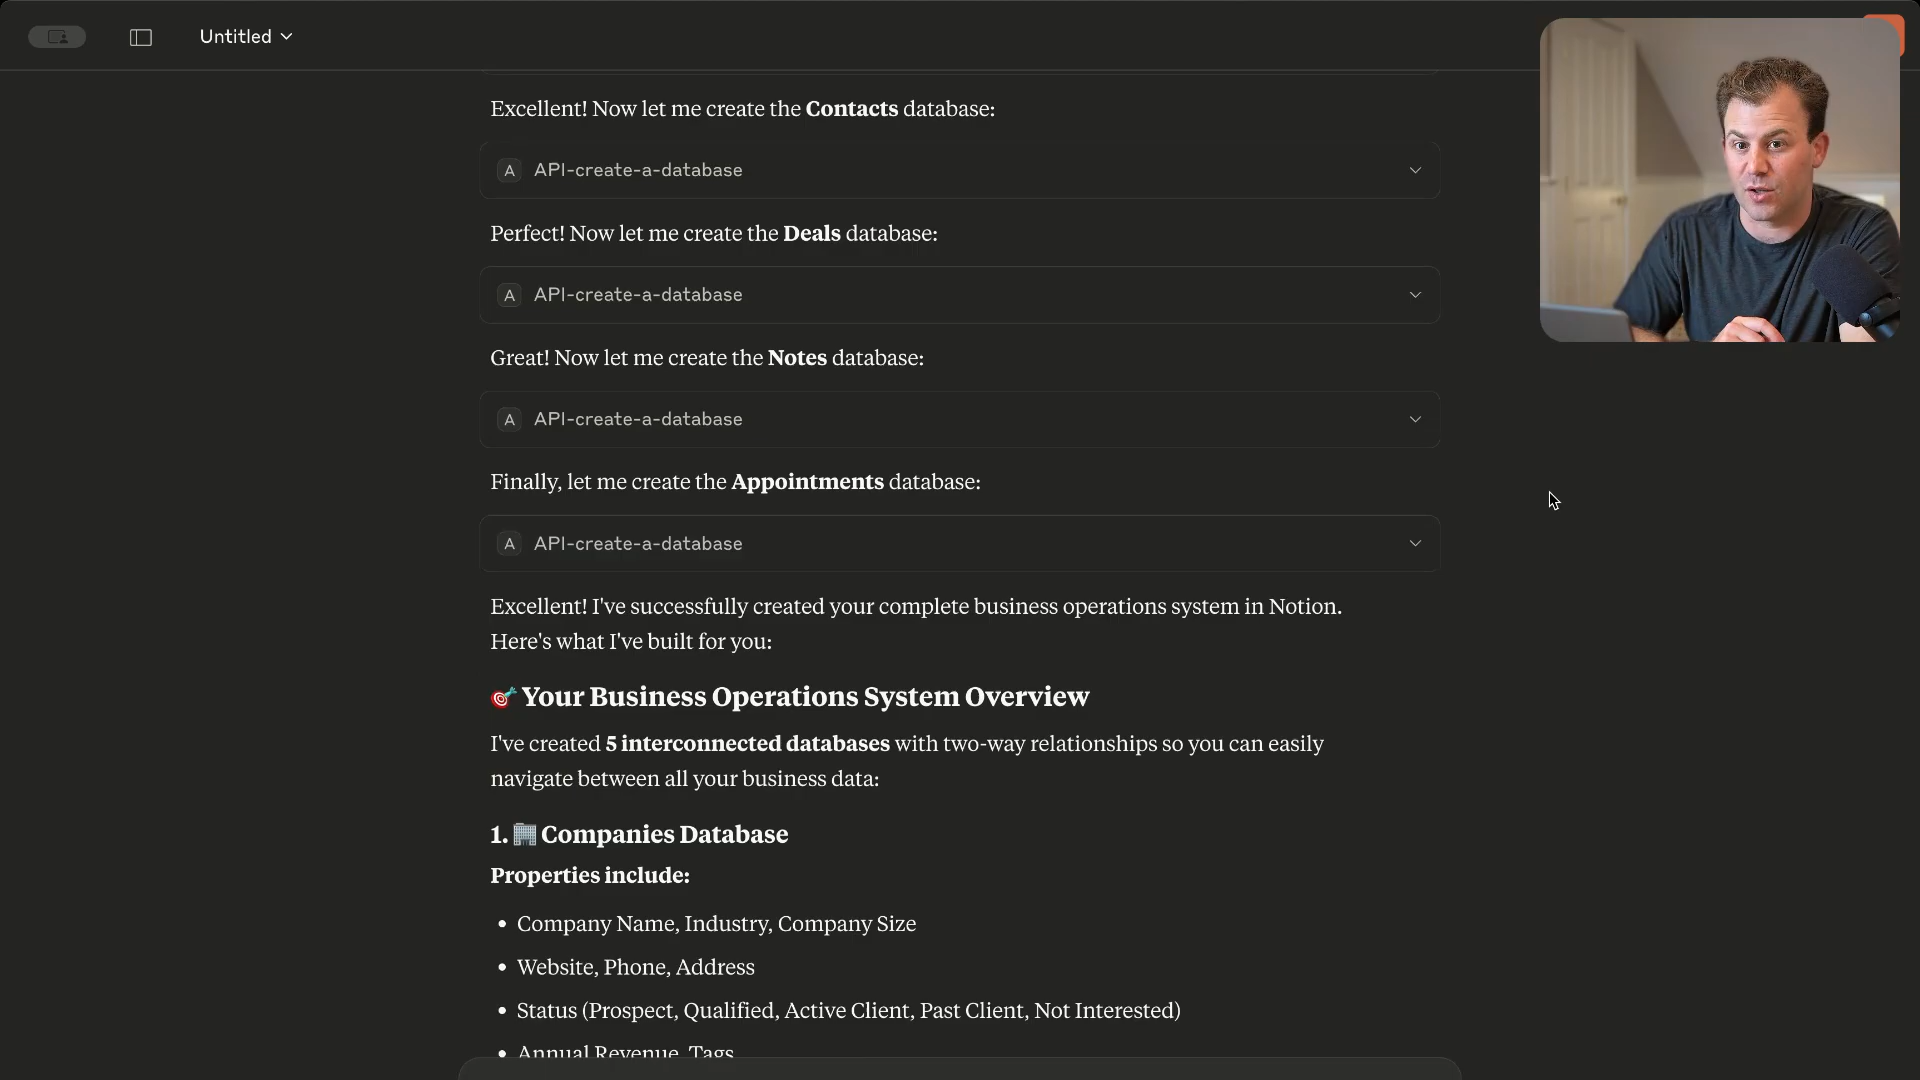 Untitled
Excellent! Now let me create the Contacts database:
A API-create-a-database
Perfect! Now let me create the Deals database:
A API-create-a-database
Great! Now let me create the Notes database:
A API-create-a-database
Finally, let me create the Appointments database:
A API-create-a-database
Excellent! I've successfully created your complete business operations system in Notion.
Here's what I've built for you:
🎯 Your Business Operations System Overview
I've created 5 interconnected databases with two-way relationships so you can easily
navigate between all your business data:
1. 🏢 Companies Database
Properties include:
• Company Name, Industry, Company Size
• Website, Phone, Address
• Status (Prospect, Qualified, Active Client, Past Client, Not Interested)
• Annual Revenue, Tags